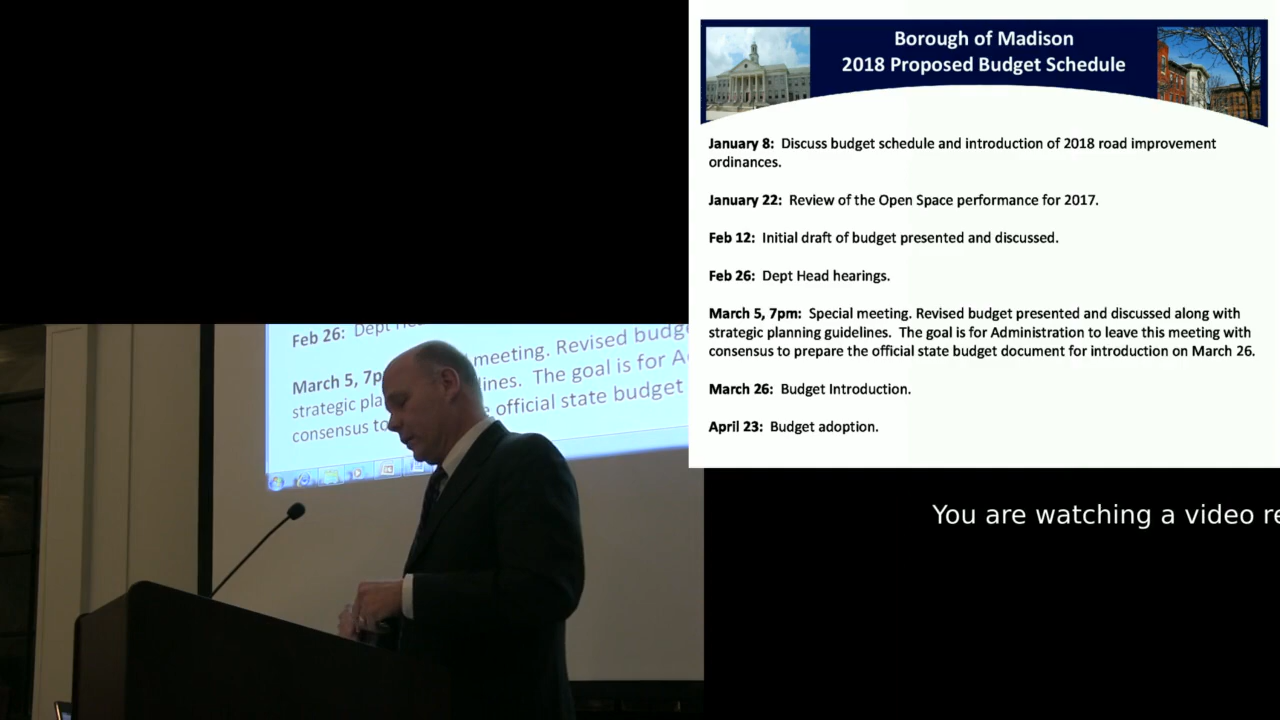 Borough of Madison
2018 Proposed Budget Schedule
January 8: Discuss budget schedule and introduction of 2018 road improvement
ordinances.
January 22: Review of the Open Space performance for 2017.
Feb 12: Initial draft of budget presented and discussed.
Feb 26: Dept Head hearings.
March 5, 7pm: Special meeting. Revised budget presented and discussed along with
strategic planning guidelines. The goal is for Administration to leave this meeting with
consensus to prepare the official state budget document for introduction on March 26.
March 26: Budget Introduction.
April 23: Budget adoption.
Feb 26: Dept
March 5, 7p meeting. Revised budge
strategic pla lines. The goal is for A
consensus to official state budget
You are watching a video re